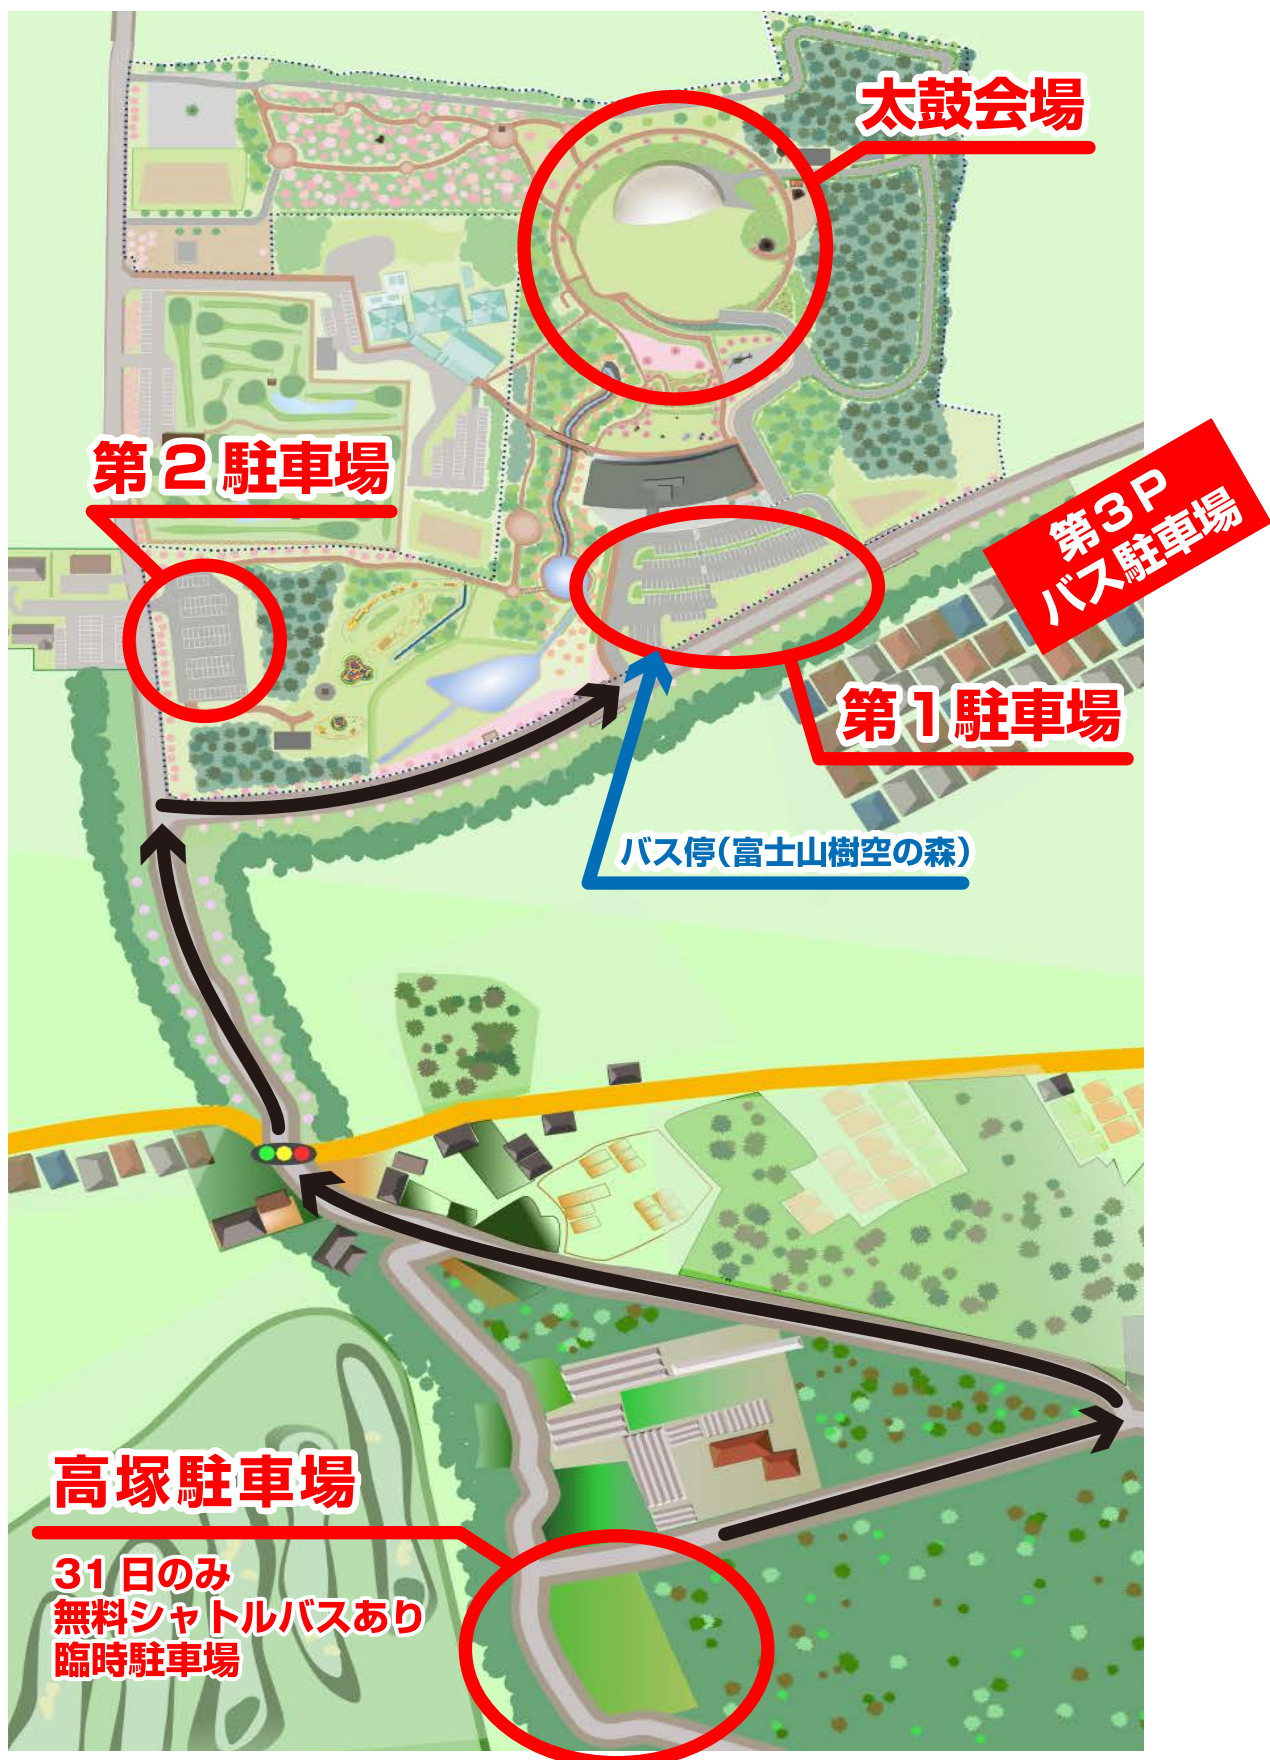 太鼓会場
第2駐車場
第3P
バス駐車場
第1駐車場
バス停(富士山樹空の森)
高塚駐車場
31日のみ
無料シャトルバスあり
臨時駐車場